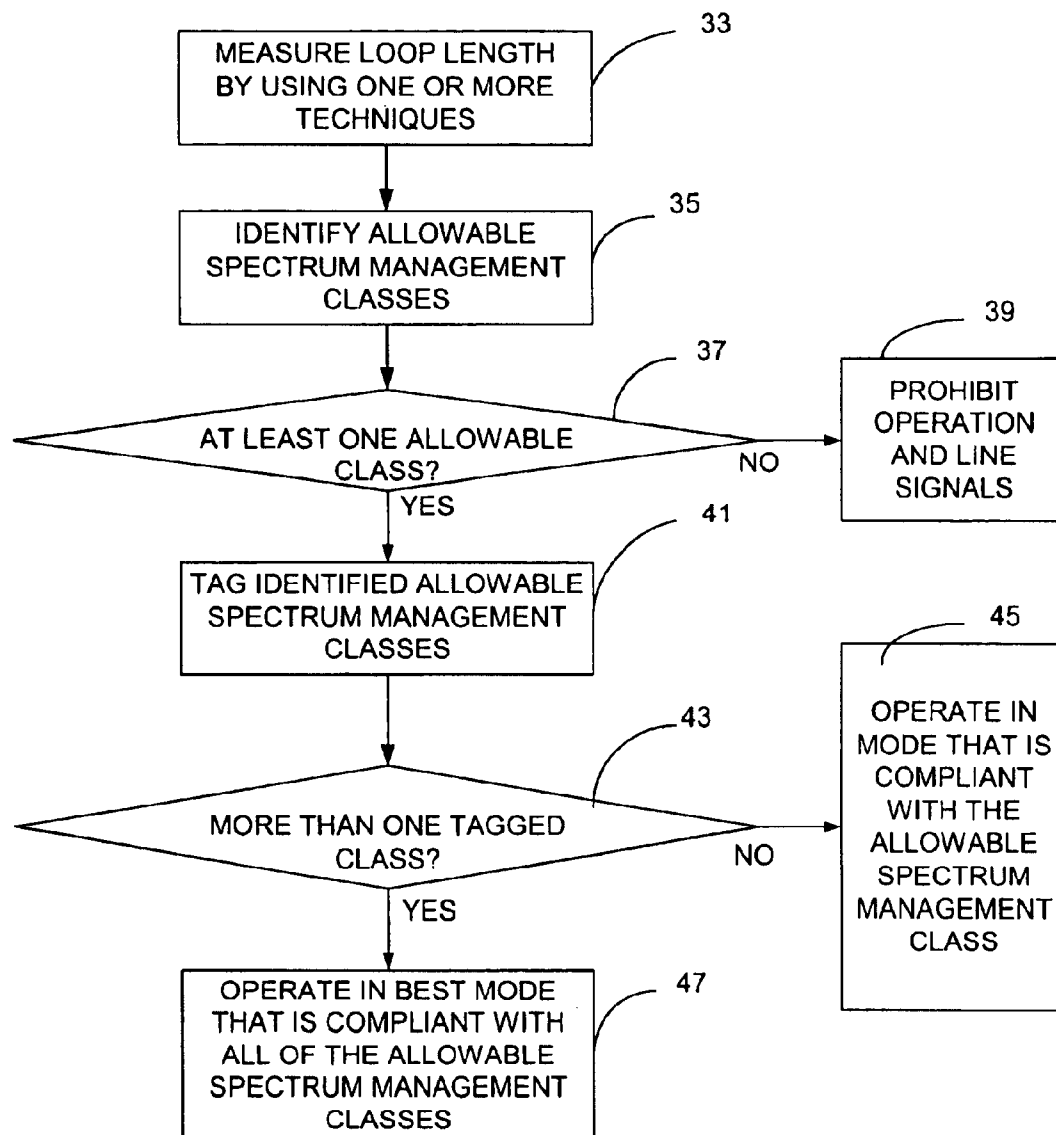 33
MEASURE LOOP LENGTH
BY USING ONE OR MORE
TECHNIQUES
35
IDENTIFY ALLOWABLE
SPECTRUM MANAGEMENT
CLASSES
37
AT LEAST ONE ALLOWABLE
CLASS?
NO
YES
39
PROHIBIT
OPERATION
AND LINE
SIGNALS
41
TAG IDENTIFIED ALLOWABLE
SPECTRUM MANAGEMENT
CLASSES
43
MORE THAN ONE TAGGED
CLASS?
NO
YES
45
OPERATE IN
MODE THAT IS
COMPLIANT
WITH THE
ALLOWABLE
SPECTRUM
MANAGEMENT
CLASS
47
OPERATE IN BEST MODE
THAT IS COMPLIANT WITH
ALL OF THE ALLOWABLE
SPECTRUM MANAGEMENT
CLASSES